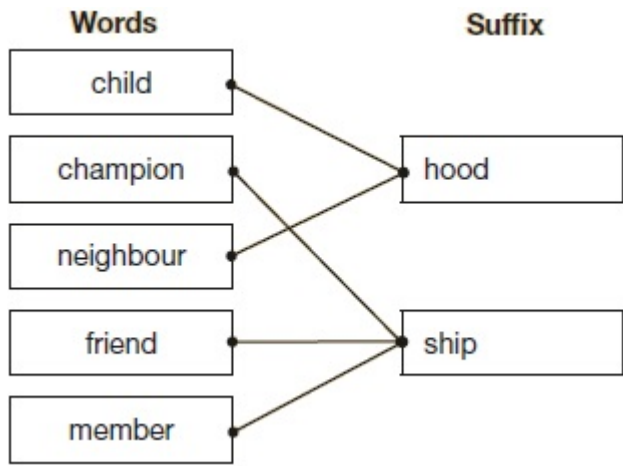 Words Suffix
child
champion hood
neighbour
friend ship
member